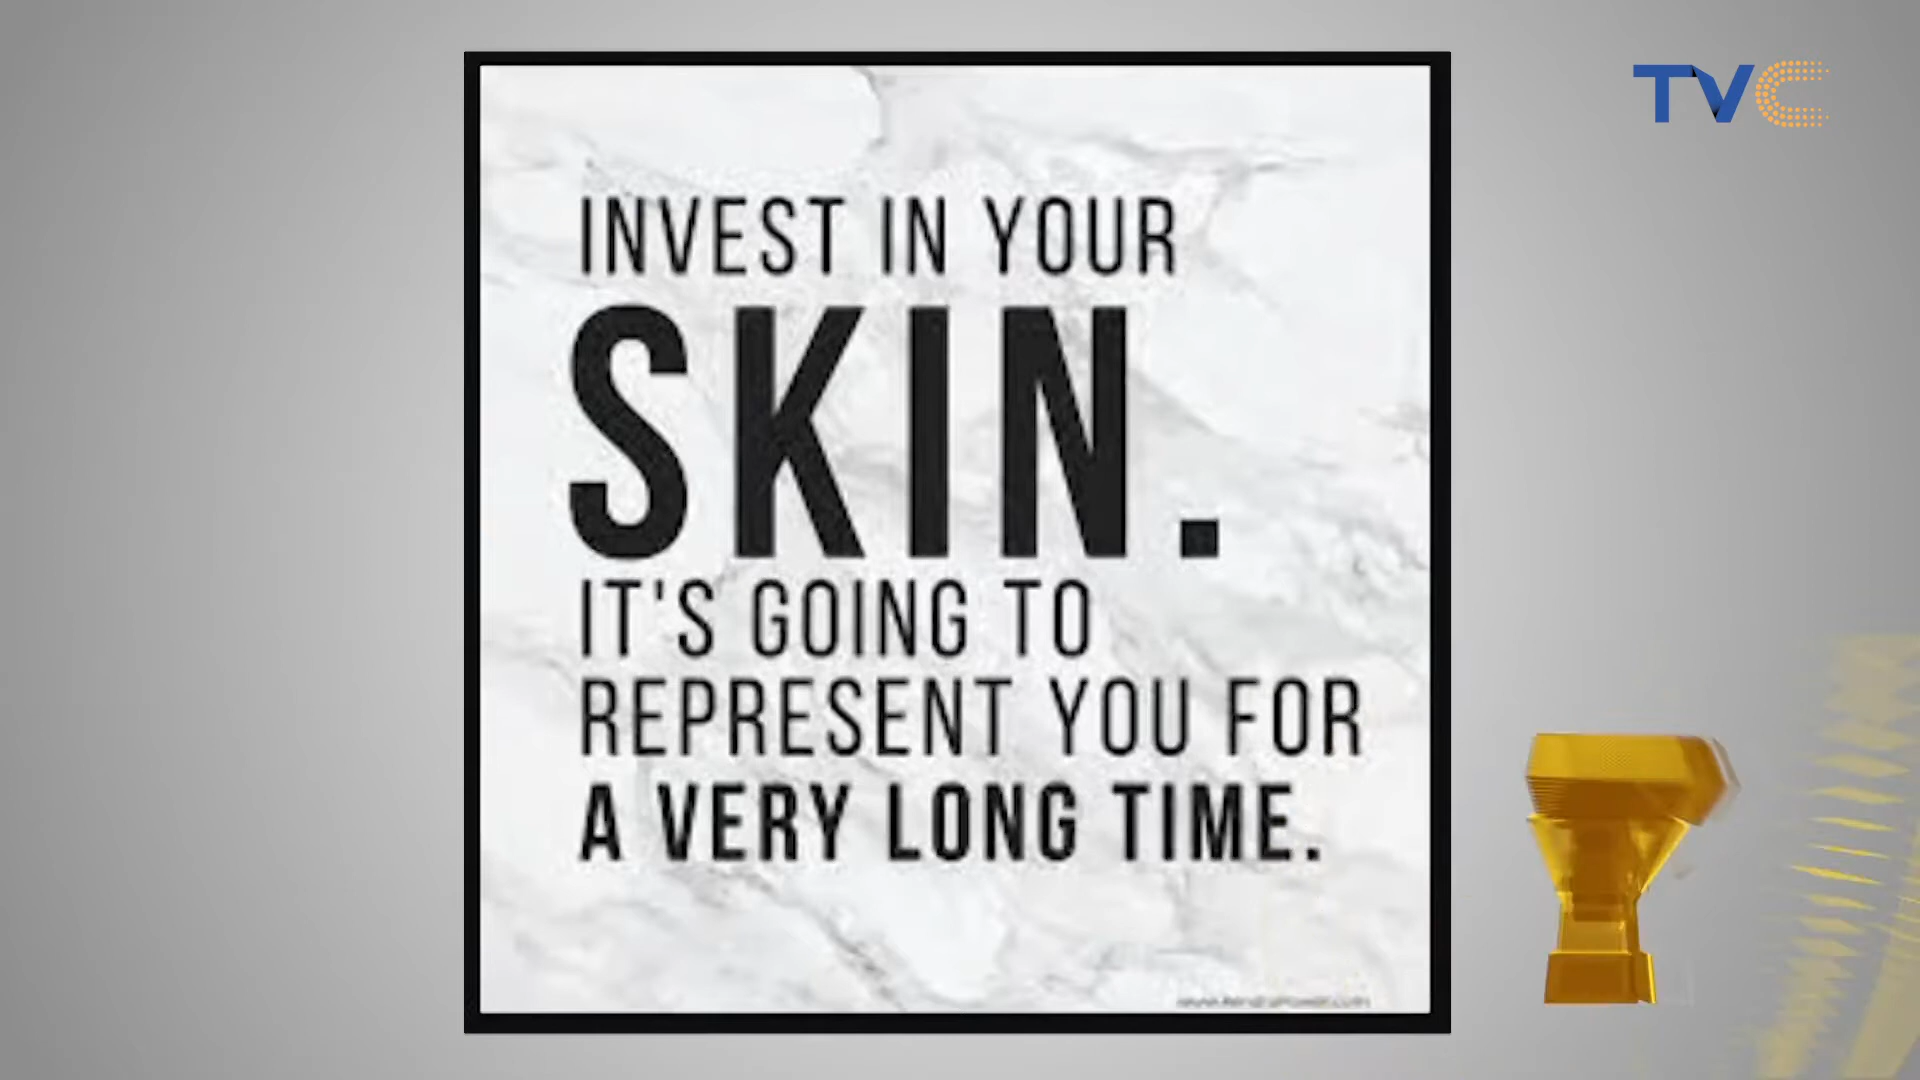 TVC
INVEST IN YOUR
SKIN.
IT'S GOING TO
REPRESENT YOU FOR
A VERY LONG TIME.